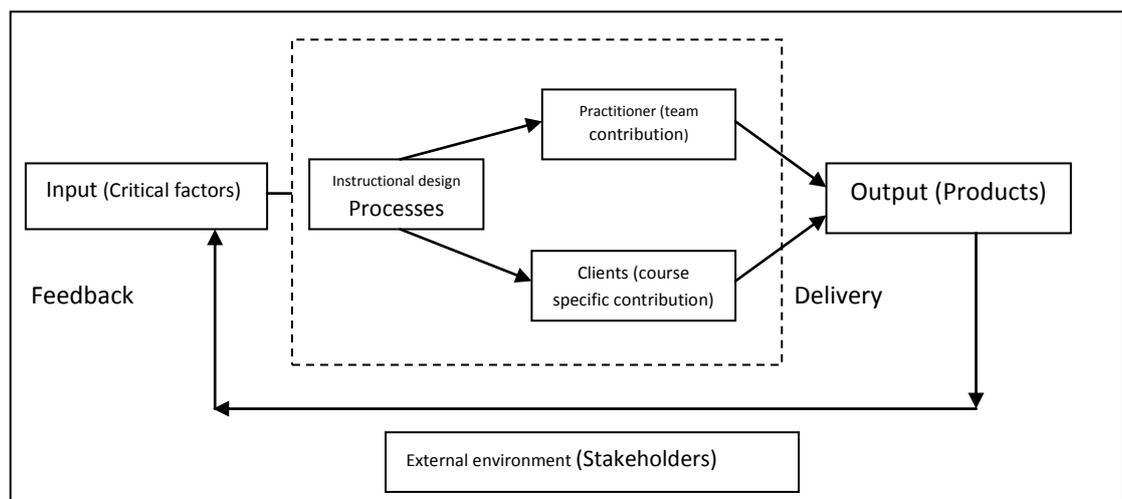 Practitioner (team
contribution)
Input (Critical factors)
Instructional design
Processes
Output (Products)
Clients (course
specific contribution)
Feedback
Delivery
External environment (Stakeholders)